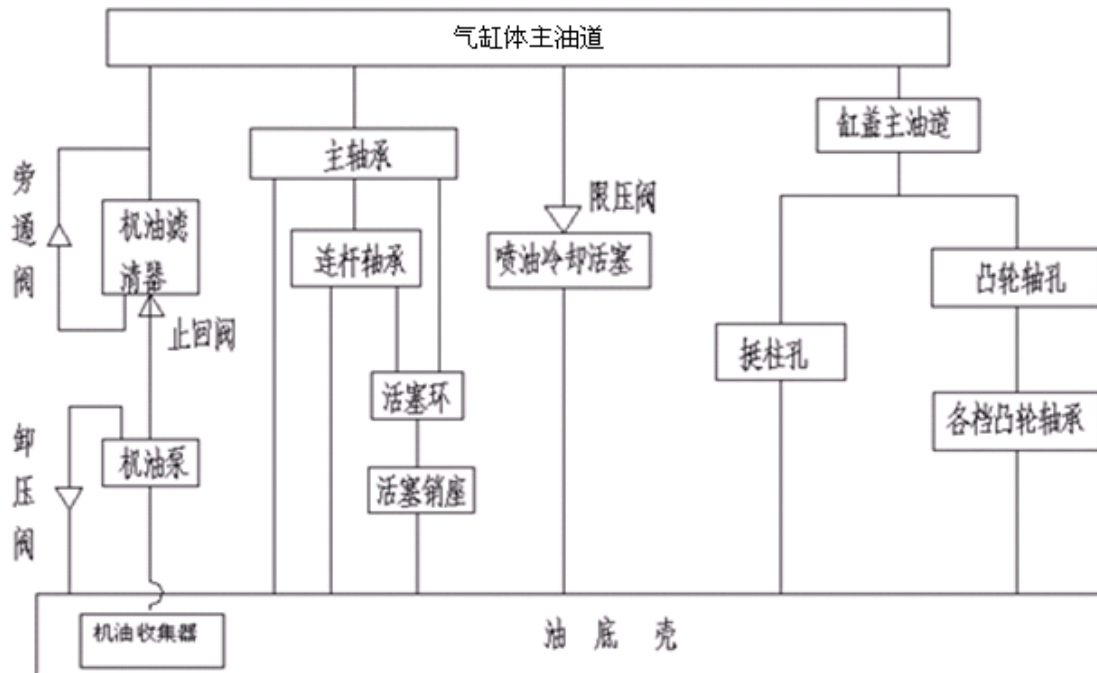 气缸体主油道
缸盖主油道
主轴承
旁通阀
机油滤
清器
限压阀
连杆轴承
喷油冷却活塞
凸轮轴孔
止回阀
挺柱孔
活塞环
各档凸轮轴承
卸压阀
机油泵
活塞销座
机油收集器
油底壳